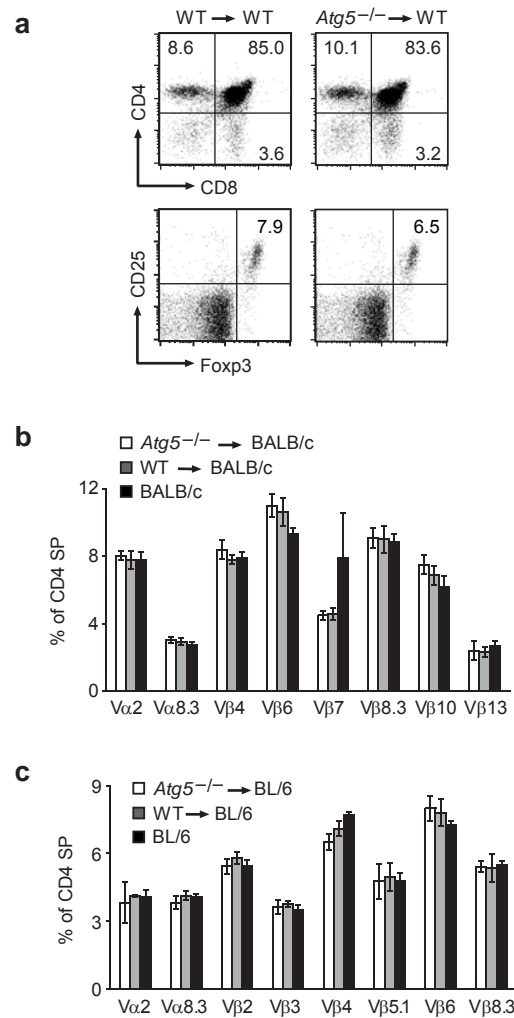 a
WT → WT
Atg5–/– → WT
8.6 85.0
10.1 83.6
CD4
3.6
3.2
CD8
7.9
6.5
CD25
Foxp3
b
Atg5–/– → BALB/c
WT → BALB/c
BALB/c
12
8
4
0
% of CD4 SP
Vα2 Vα8.3 Vβ4 Vβ6 Vβ7 Vβ8.3 Vβ10 Vβ13
c
Atg5–/– → BL/6
WT → BL/6
BL/6
9
6
3
0
% of CD4 SP
Vα2 Vα8.3 Vβ2 Vβ3 Vβ4 Vβ5.1 Vβ6 Vβ8.3